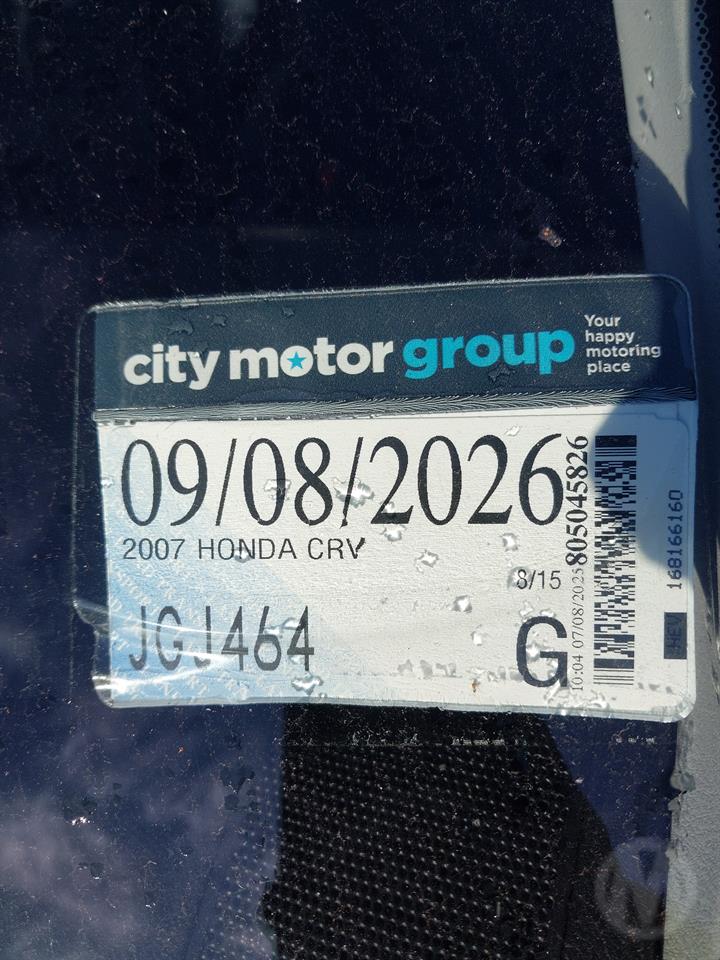 city motor group
Your
happy
motoring
place
09/08/2026
2007 HONDA CRV
8/15
JGJ464
G
10:04 07/08/2025
805045826
HEV
168166160